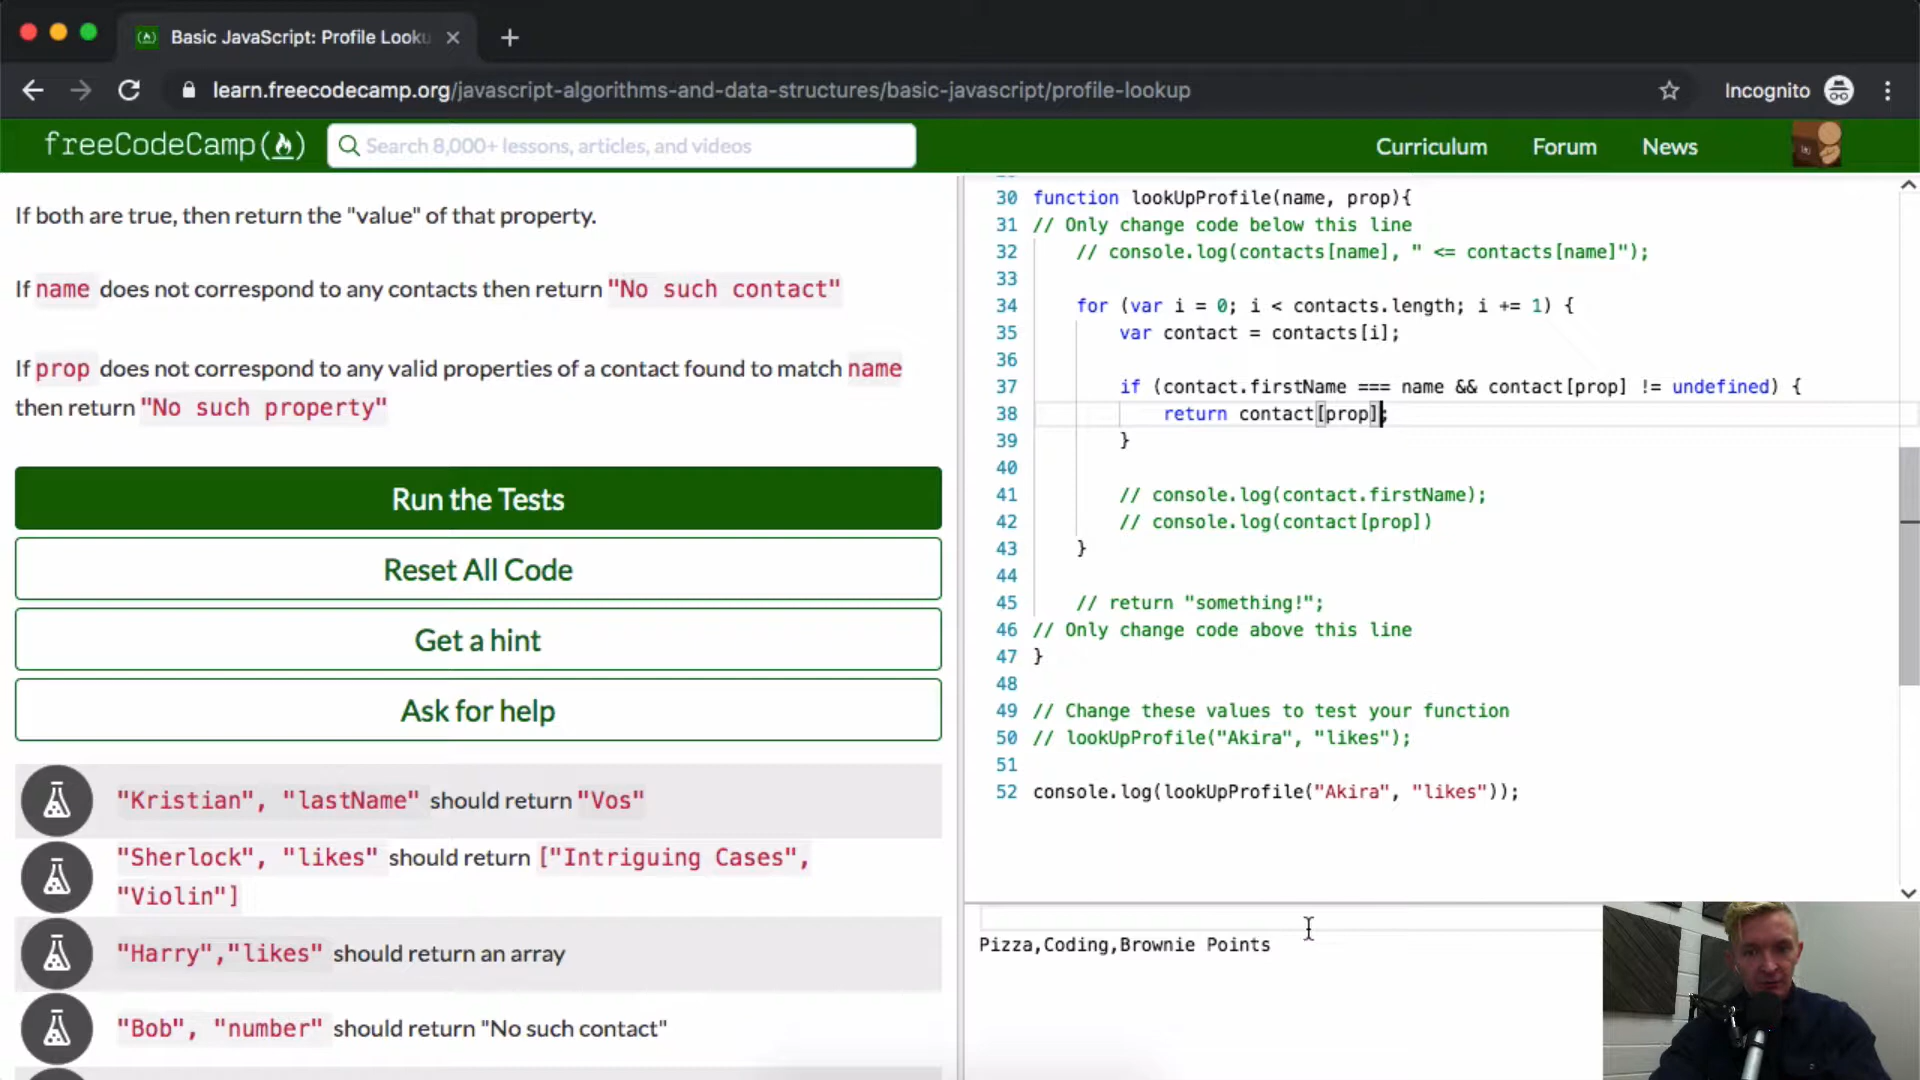 Basic JavaScript: Profile Looku
learn.freecodecamp.org/javascript-algorithms-and-data-structures/basic-javascript/profile-lookup
Incognito
freeCodeCamp
Search 8,000+ lessons, articles, and videos
Curriculum
Forum
News
If both are true, then return the "value" of that property.
If name does not correspond to any contacts then return "No such contact"
If prop does not correspond to any valid properties of a contact found to match name
then return "No such property"
Run the Tests
Reset All Code
Get a hint
Ask for help
"Kristian", "lastName" should return "Vos"
"Sherlock", "likes" should return ["Intriguing Cases",
"Violin"]
"Harry","likes" should return an array
"Bob", "number" should return "No such contact"
30 function lookUpProfile(name, prop){
31 // Only change code below this line
32 // console.log(contacts[name], " <= contacts[name]");
33
34 for (var i = 0; i < contacts.length; i += 1) {
35 var contact = contacts[i];
36
37 if (contact.firstName === name && contact[prop] != undefined) {
38 return contact[prop];
39 }
40
41 // console.log(contact.firstName);
42 // console.log(contact[prop])
43 }
44
45 // return "something!";
46 // Only change code above this line
47 }
48
49 // Change these values to test your function
50 // lookUpProfile("Akira", "likes");
51
52 console.log(lookUpProfile("Akira", "likes"));
Pizza,Coding,Brownie Points